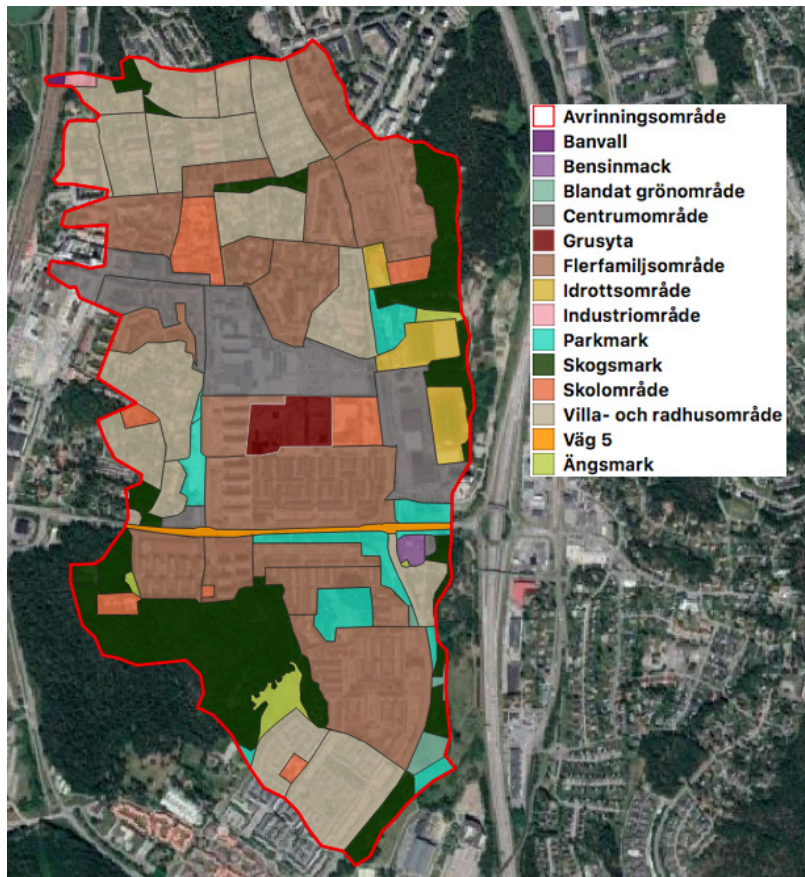 Avrinningsområde
Banvall
Bensinmack
Blandat grönområde
Centrumområde
Grusyta
Flerfamiljsområde
Idrottsområde
Industriområde
Parkmark
Skogsmark
Skolområde
Villa- och radhusområde
Väg 5
Ängsmark